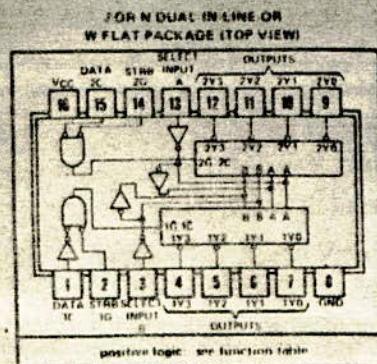 J OR N DUAL-IN-LINE OR
W FLAT PACKAGE (TOP VIEW)
SELECT
DATA STRB INPUT OUTPUTS
VCC 2C 2G A 2Y3 2Y2 2Y1 2Y0
16 15 14 13 12 11 10 9
2Y3 2Y2 2Y1 2Y0
2G 2C
B B A A
B B A A
1G 1C
1Y3 1Y2 1Y1 1Y0
1 2 3 4 5 6 7 8
DATA STRB SELECT 1Y3 1Y2 1Y1 1Y0 GND
1C 1G INPUT OUTPUTS
B
positive logic: see function table